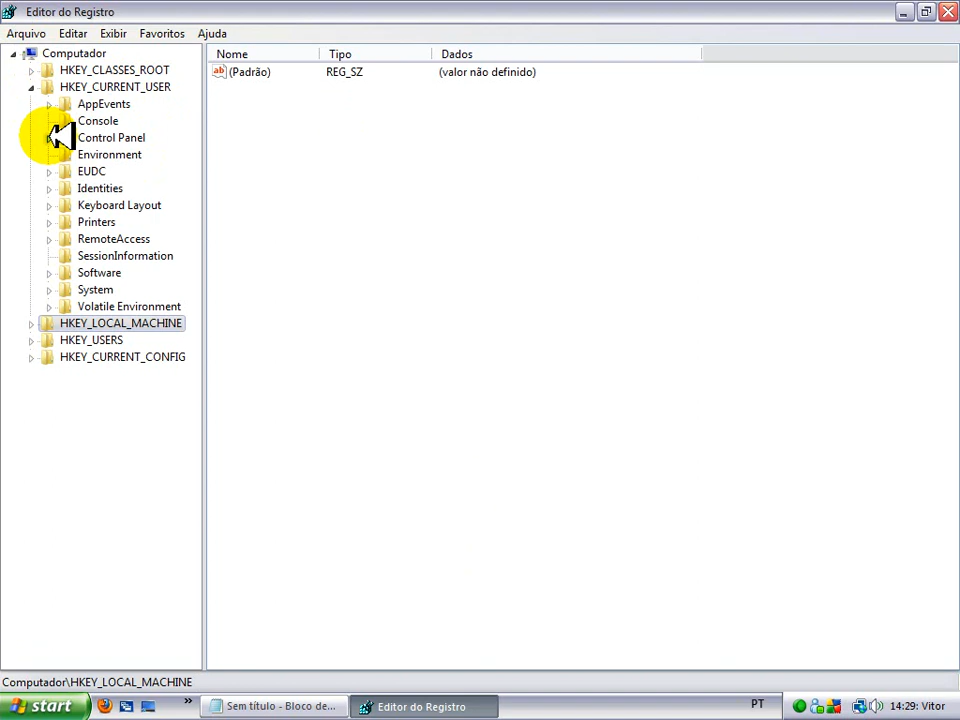 Editor do Registro
Arquivo Editar Exibir Favoritos Ajuda
Computador
HKEY_CLASSES_ROOT
HKEY_CURRENT_USER
AppEvents
Console
Control Panel
Environment
EUDC
Identities
Keyboard Layout
Printers
RemoteAccess
SessionInformation
Software
System
Volatile Environment
HKEY_LOCAL_MACHINE
HKEY_USERS
HKEY_CURRENT_CONFIG
Nome Tipo Dados
ab (Padrão) REG_SZ (valor não definido)
Computador\HKEY_LOCAL_MACHINE
start » Sem título - Bloco de... Editor do Registro PT 14:29: Vitor